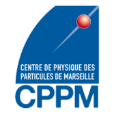 CENTRE DE PHYSIQUE DES
PARTICULES DE MARSEILLE
CPPM